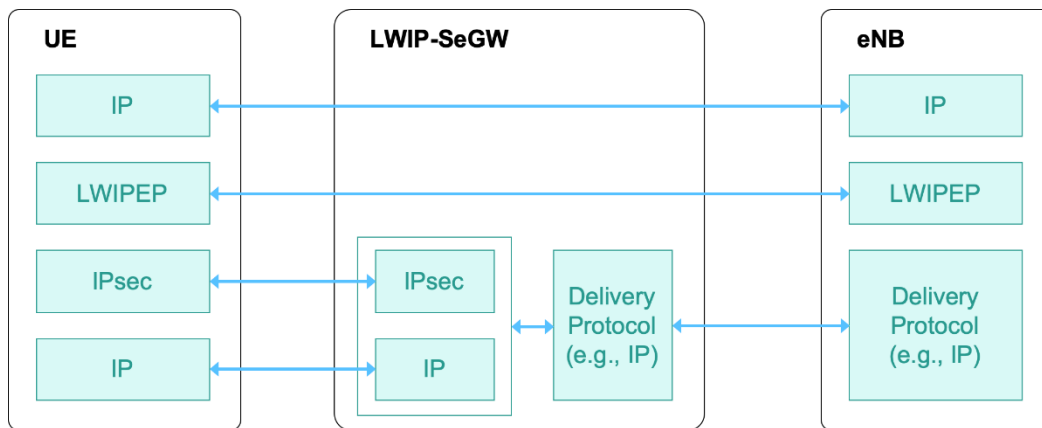 UE
LWIP-SeGW
eNB
IP
IP
LWIPEP
LWIPEP
IPsec
IPsec
Delivery
Protocol
(e.g., IP)
Delivery
Protocol
(e.g., IP)
IP
IP